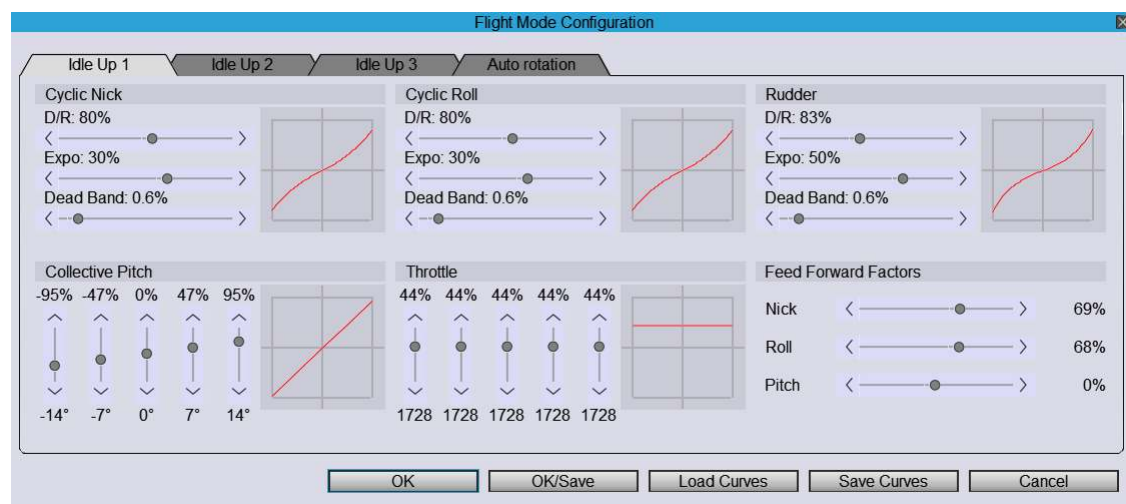 Flight Mode Configuration
Idle Up 1 Idle Up 2 Idle Up 3 Auto rotation
Cyclic Nick
D/R: 80%
Expo: 30%
Dead Band: 0.6%
Cyclic Roll
D/R: 80%
Expo: 30%
Dead Band: 0.6%
Rudder
D/R: 83%
Expo: 50%
Dead Band: 0.6%
Collective Pitch
-95% -47% 0% 47% 95%
-14° -7° 0° 7° 14°
Throttle
44% 44% 44% 44% 44%
1728 1728 1728 1728 1728
Feed Forward Factors
Nick 69%
Roll 68%
Pitch 0%
OK OK/Save Load Curves Save Curves Cancel